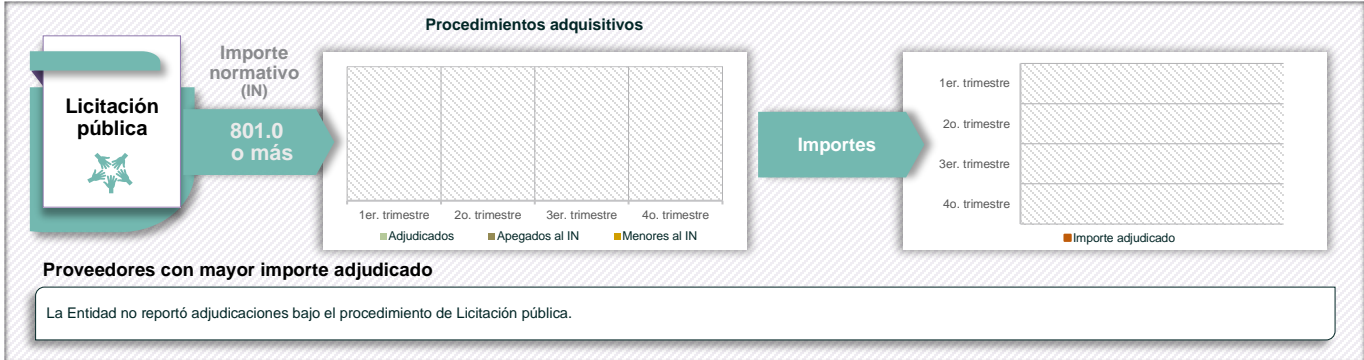 Procedimientos adquisitivos
Licitación
pública
Importe
normativo
(IN)
801.0
o más
1er. trimestre 2o. trimestre 3er. trimestre 4o. trimestre
Adjudicados Apegados al IN Menores al IN
Importes
1er. trimestre
2o. trimestre
3er. trimestre
4o. trimestre
Importe adjudicado
Proveedores con mayor importe adjudicado
La Entidad no reportó adjudicaciones bajo el procedimiento de Licitación pública.